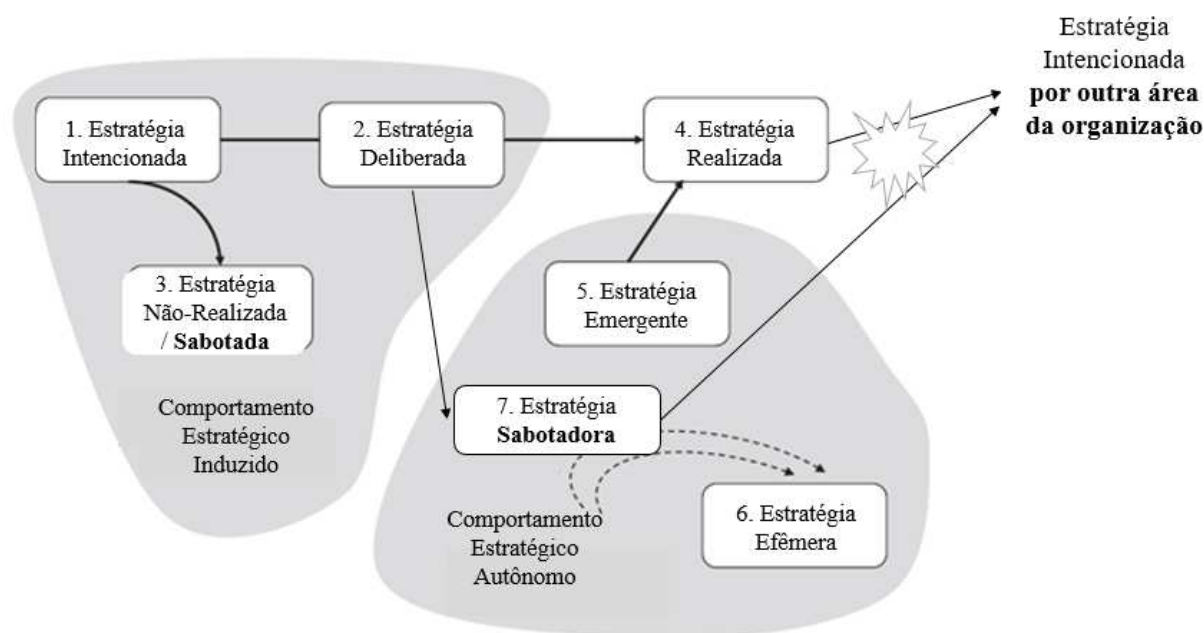 Estratégia
Intencionada
por outra área
da organização
1. Estratégia
Intencionada
2. Estratégia
Deliberada
4. Estratégia
Realizada
3. Estratégia
Não-Realizada
/ Sabotada
5. Estratégia
Emergente
Comportamento
Estratégico
Induzido
7. Estratégia
Sabotadora
Comportamento
Estratégico
Autônomo
6. Estratégia
Efêmera